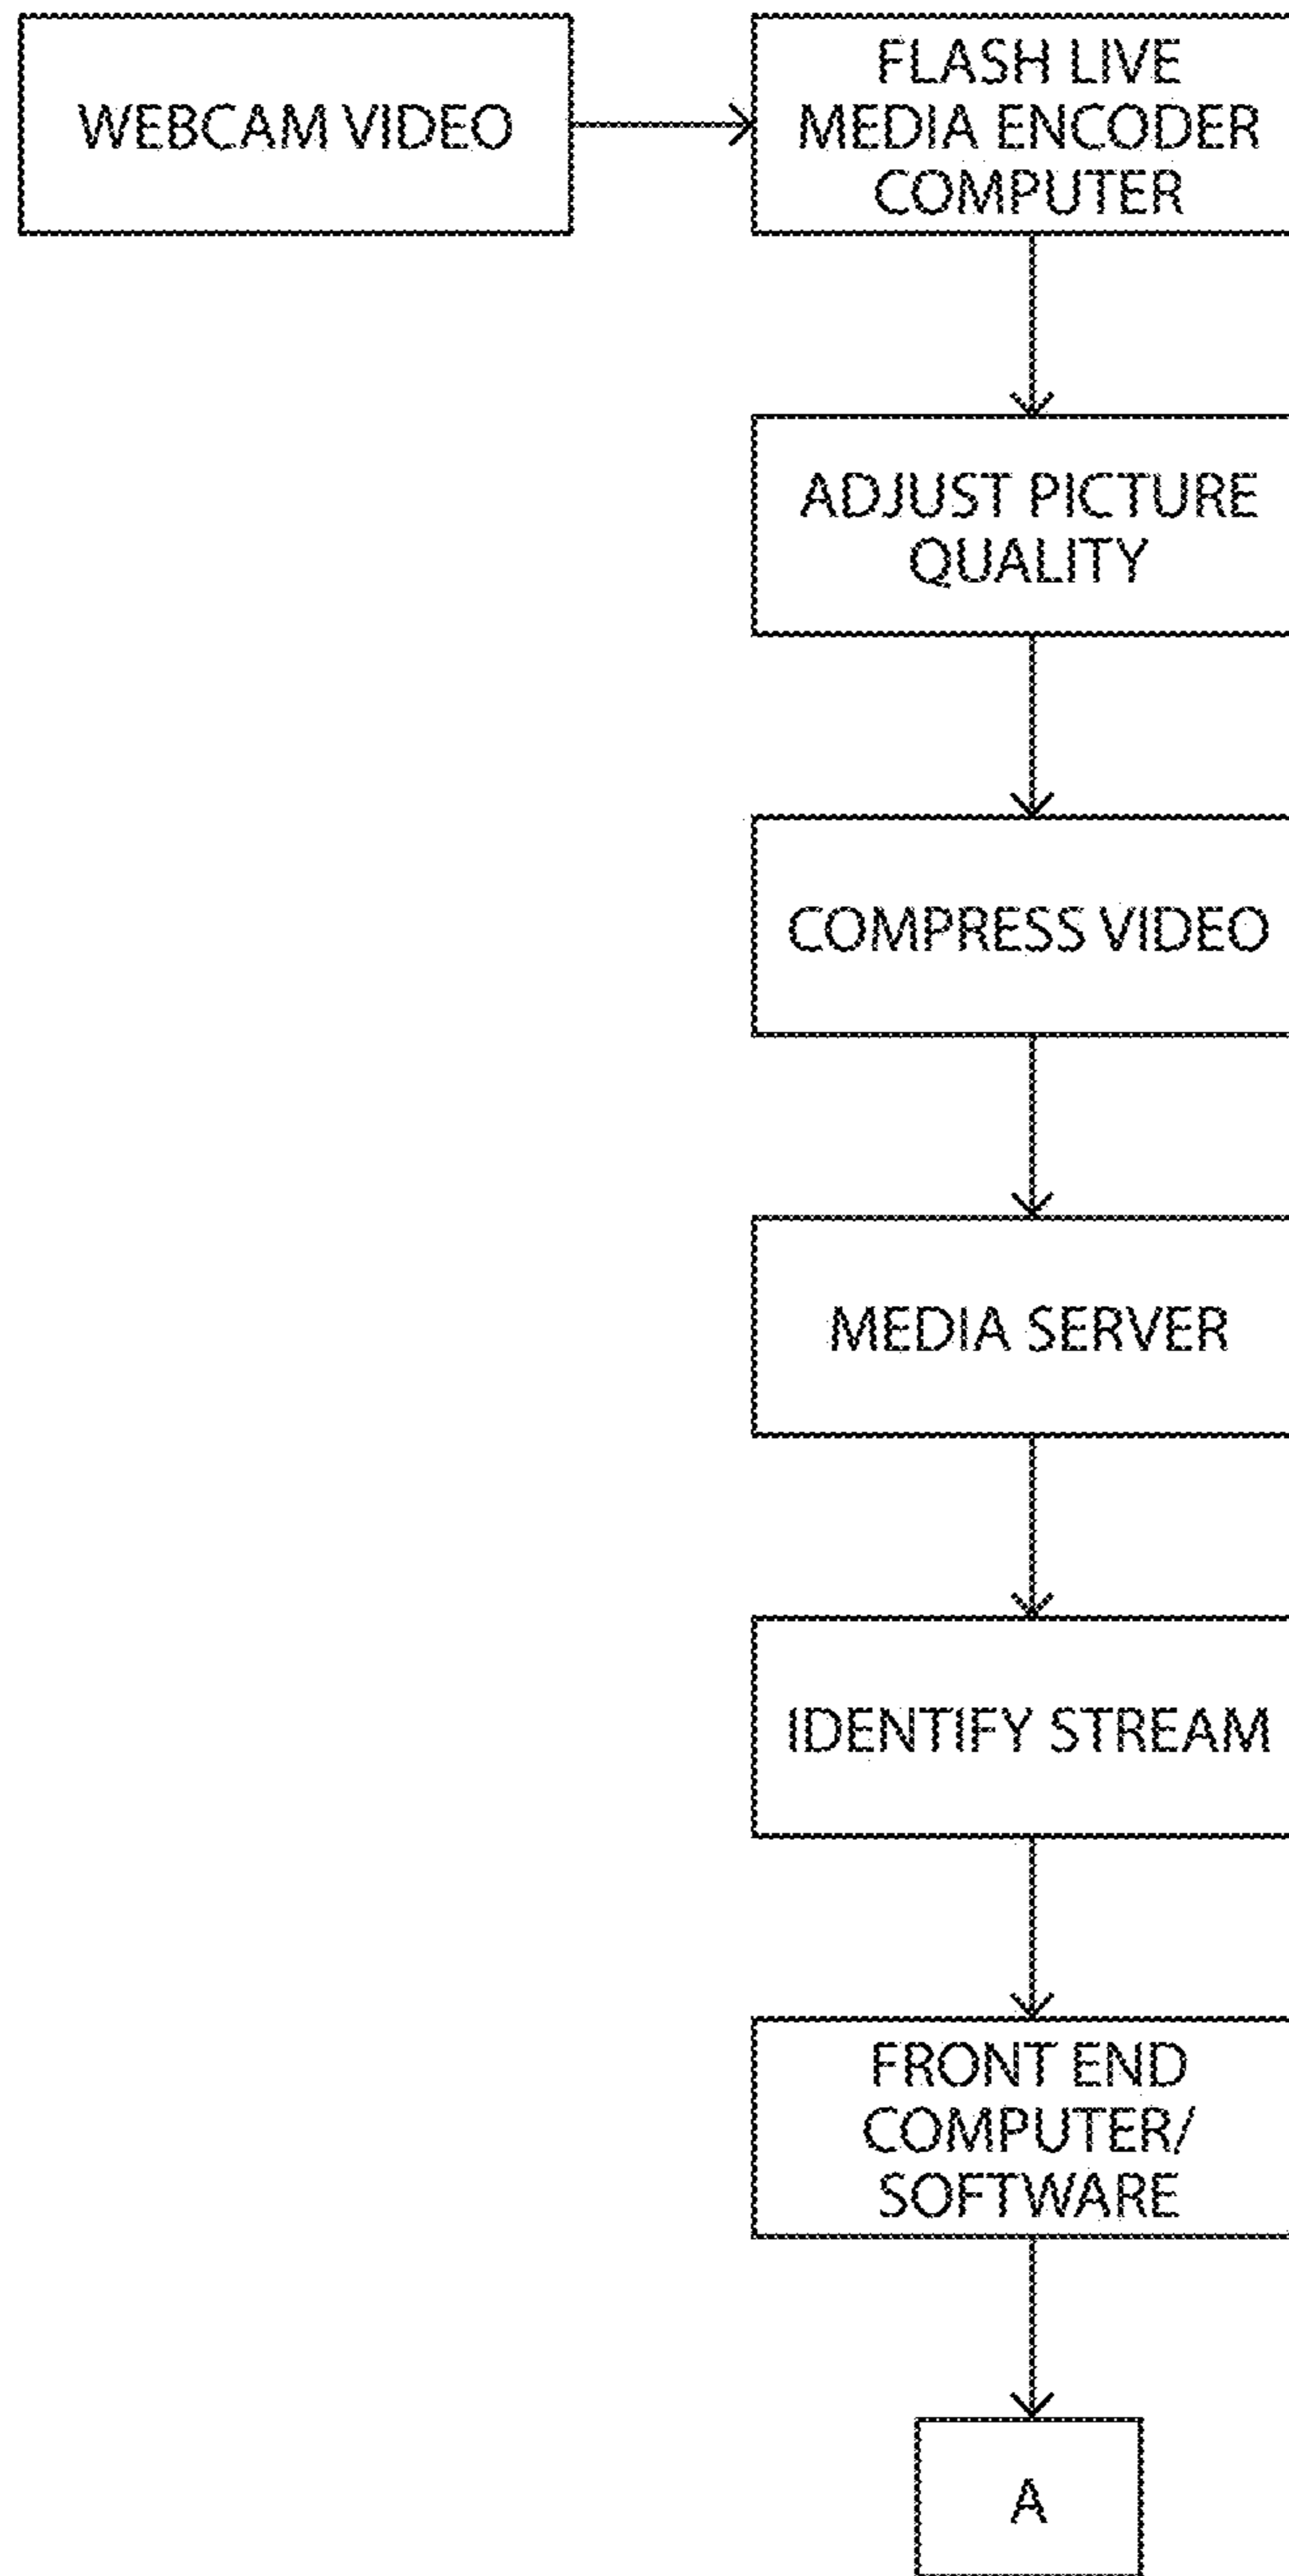 WEBCAM VIDEO
FLASH LIVE
MEDIA ENCODER
COMPUTER
ADJUST PICTURE
QUALITY
COMPRESS VIDEO
MEDIA SERVER
IDENTIFY STREAM
FRONT END
COMPUTER/
SOFTWARE
A